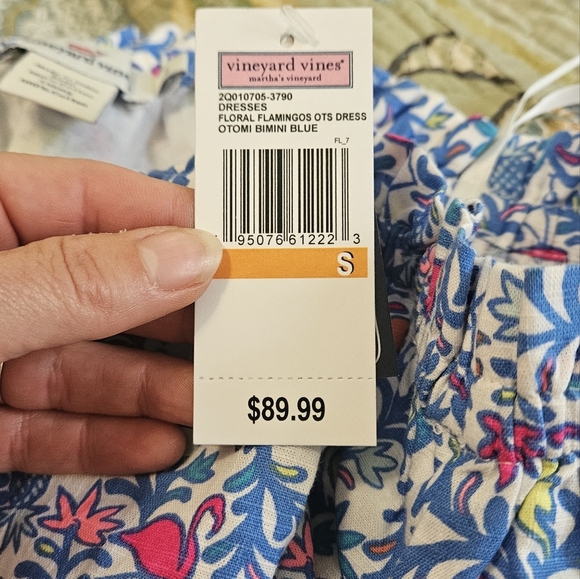 vineyard vines®
martha's vineyard
2Q010705-3790
DRESSES
FLORAL FLAMINGOS OTS DRESS
OTOMI BIMINI BLUE
FL_7
95076 61222 3
S
$89.99